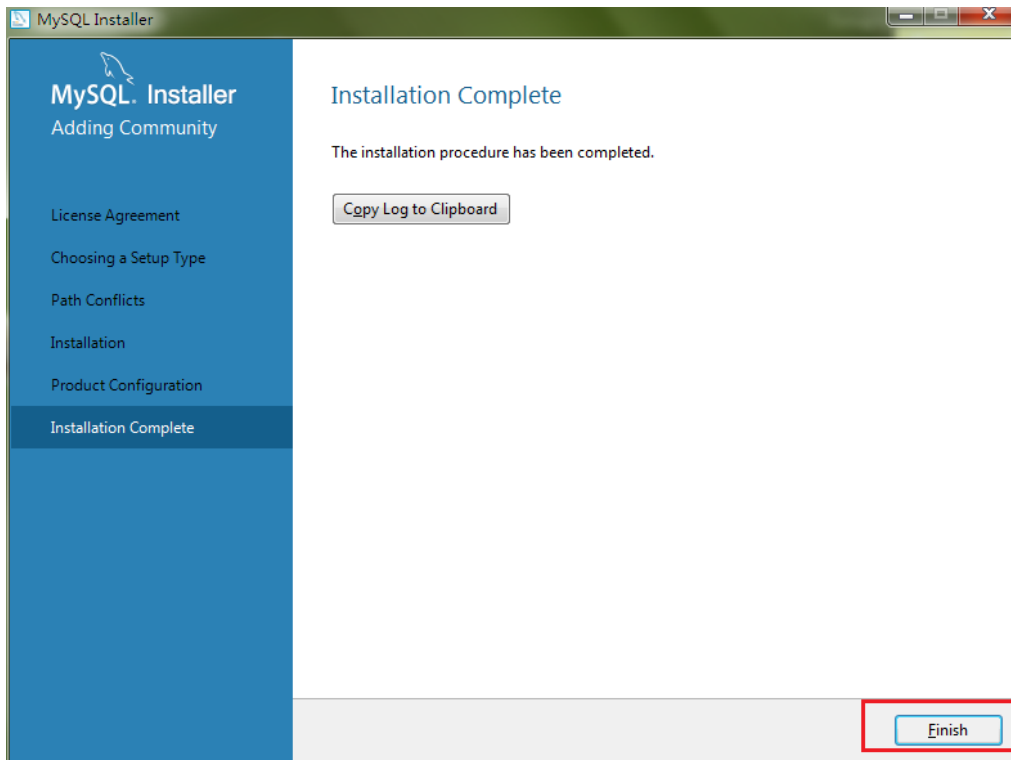 MySQL Installer
MySQL. Installer
Adding Community
License Agreement
Choosing a Setup Type
Path Conflicts
Installation
Product Configuration
Installation Complete
Installation Complete
The installation procedure has been completed.
Copy Log to Clipboard
Finish